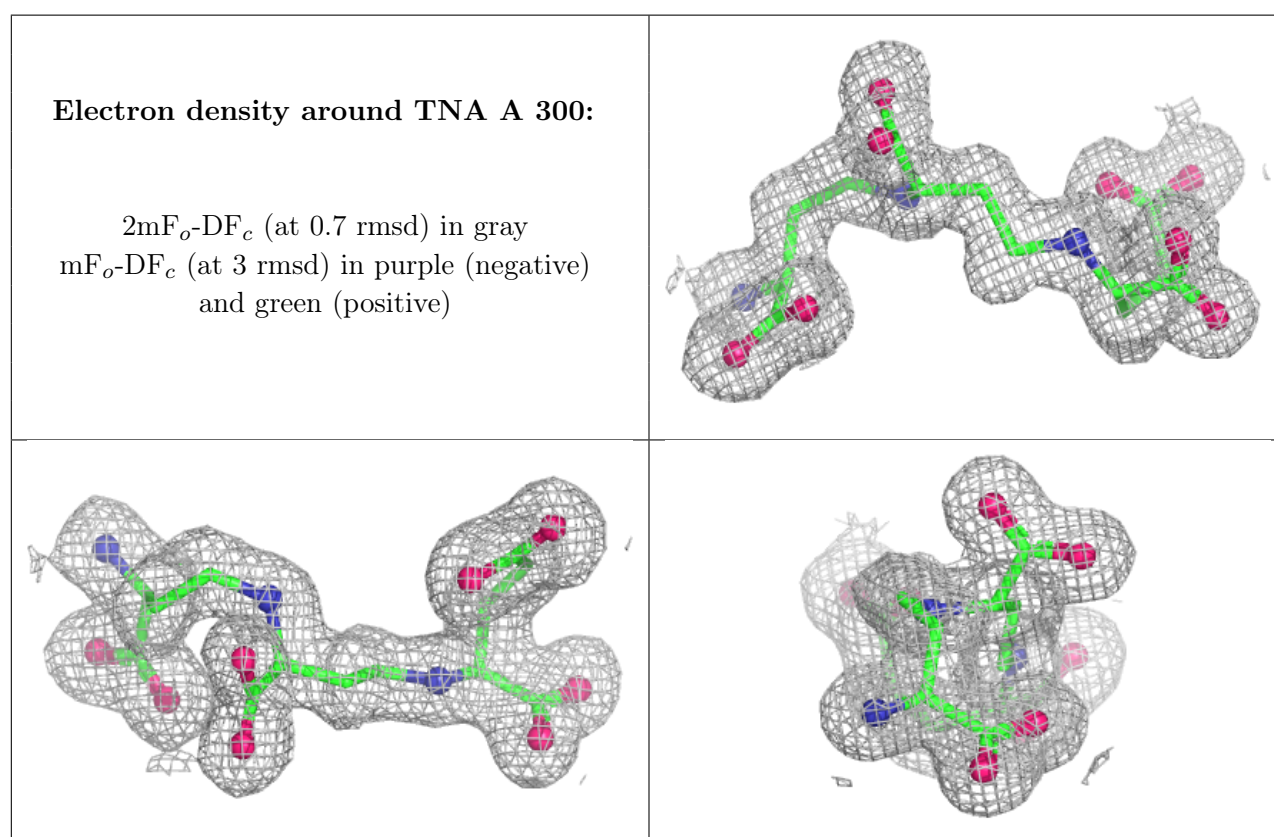 Electron density around TNA A 300:
2mFo-DFc (at 0.7 rmsd) in gray
mFo-DFc (at 3 rmsd) in purple (negative)
and green (positive)